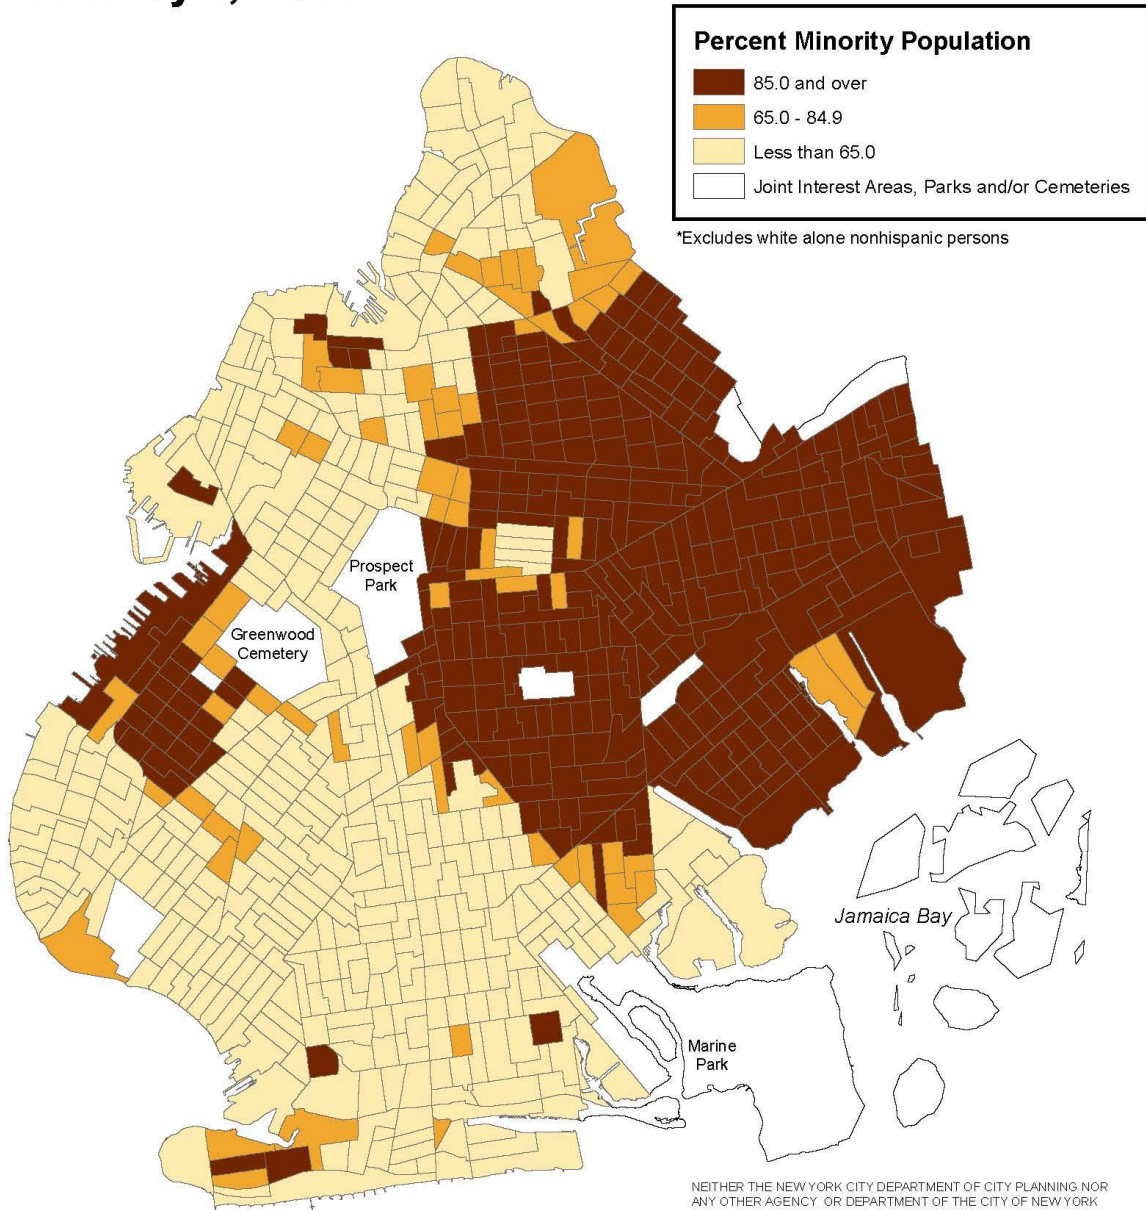 Percent Minority Population
85.0 and over
65.0 - 84.9
Less than 65.0
Joint Interest Areas, Parks and/or Cemeteries
*Excludes white alone nonhispanic persons
Prospect
Park
Greenwood
Cemetery
Jamaica Bay
Marine
Park
NEITHER THE NEW YORK CITY DEPARTMENT OF CITY PLANNING NOR
ANY OTHER AGENCY OR DEPARTMENT OF THE CITY OF NEW YORK